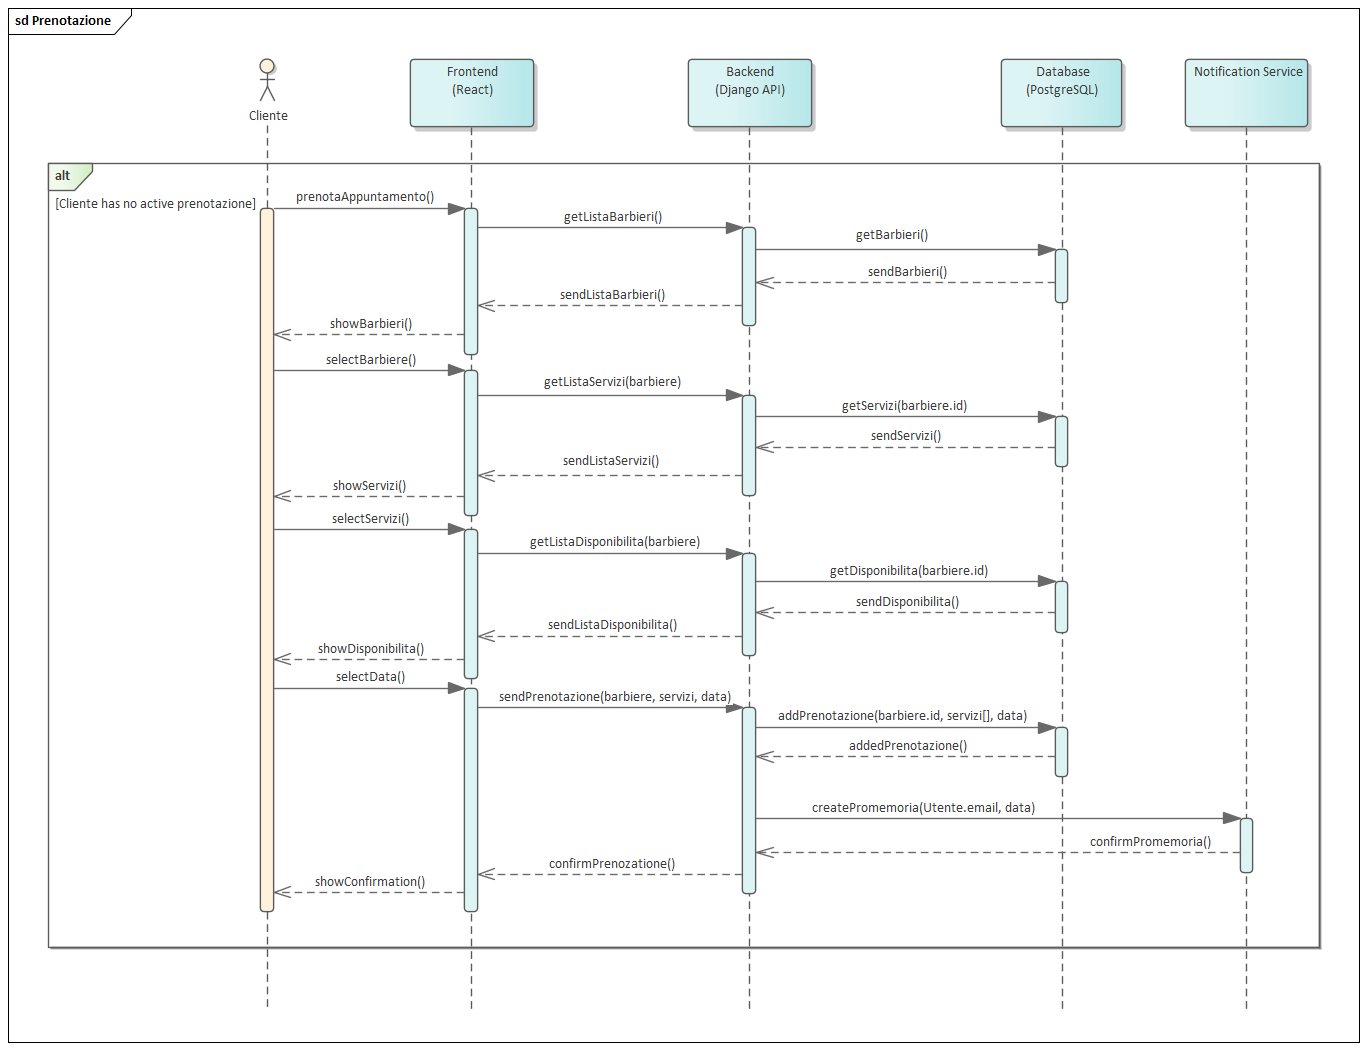 sd Prenotazione
Cliente
Frontend
(React)
Backend
(Django API)
Database
(PostgreSQL)
Notification Service
alt
[Cliente has no active prenotazione]
prenotaAppuntamento()
getListaBarbieri()
getBarbieri()
sendBarbieri()
sendListaBarbieri()
showBarbieri()
selectBarbiere()
getListaServizi(barbiere)
getServizi(barbiere.id)
sendServizi()
sendListaServizi()
showServizi()
selectServizi()
getListaDisponibilita(barbiere)
getDisponibilita(barbiere.id)
sendDisponibilita()
sendListaDisponibilita()
showDisponibilita()
selectData()
sendPrenotazione(barbiere, servizi, data)
addPrenotazione(barbiere.id, servizi[], data)
addedPrenotazione()
createPromemoria(Utente.email, data)
confirmPromemoria()
confirmPrenozatione()
showConfirmation()